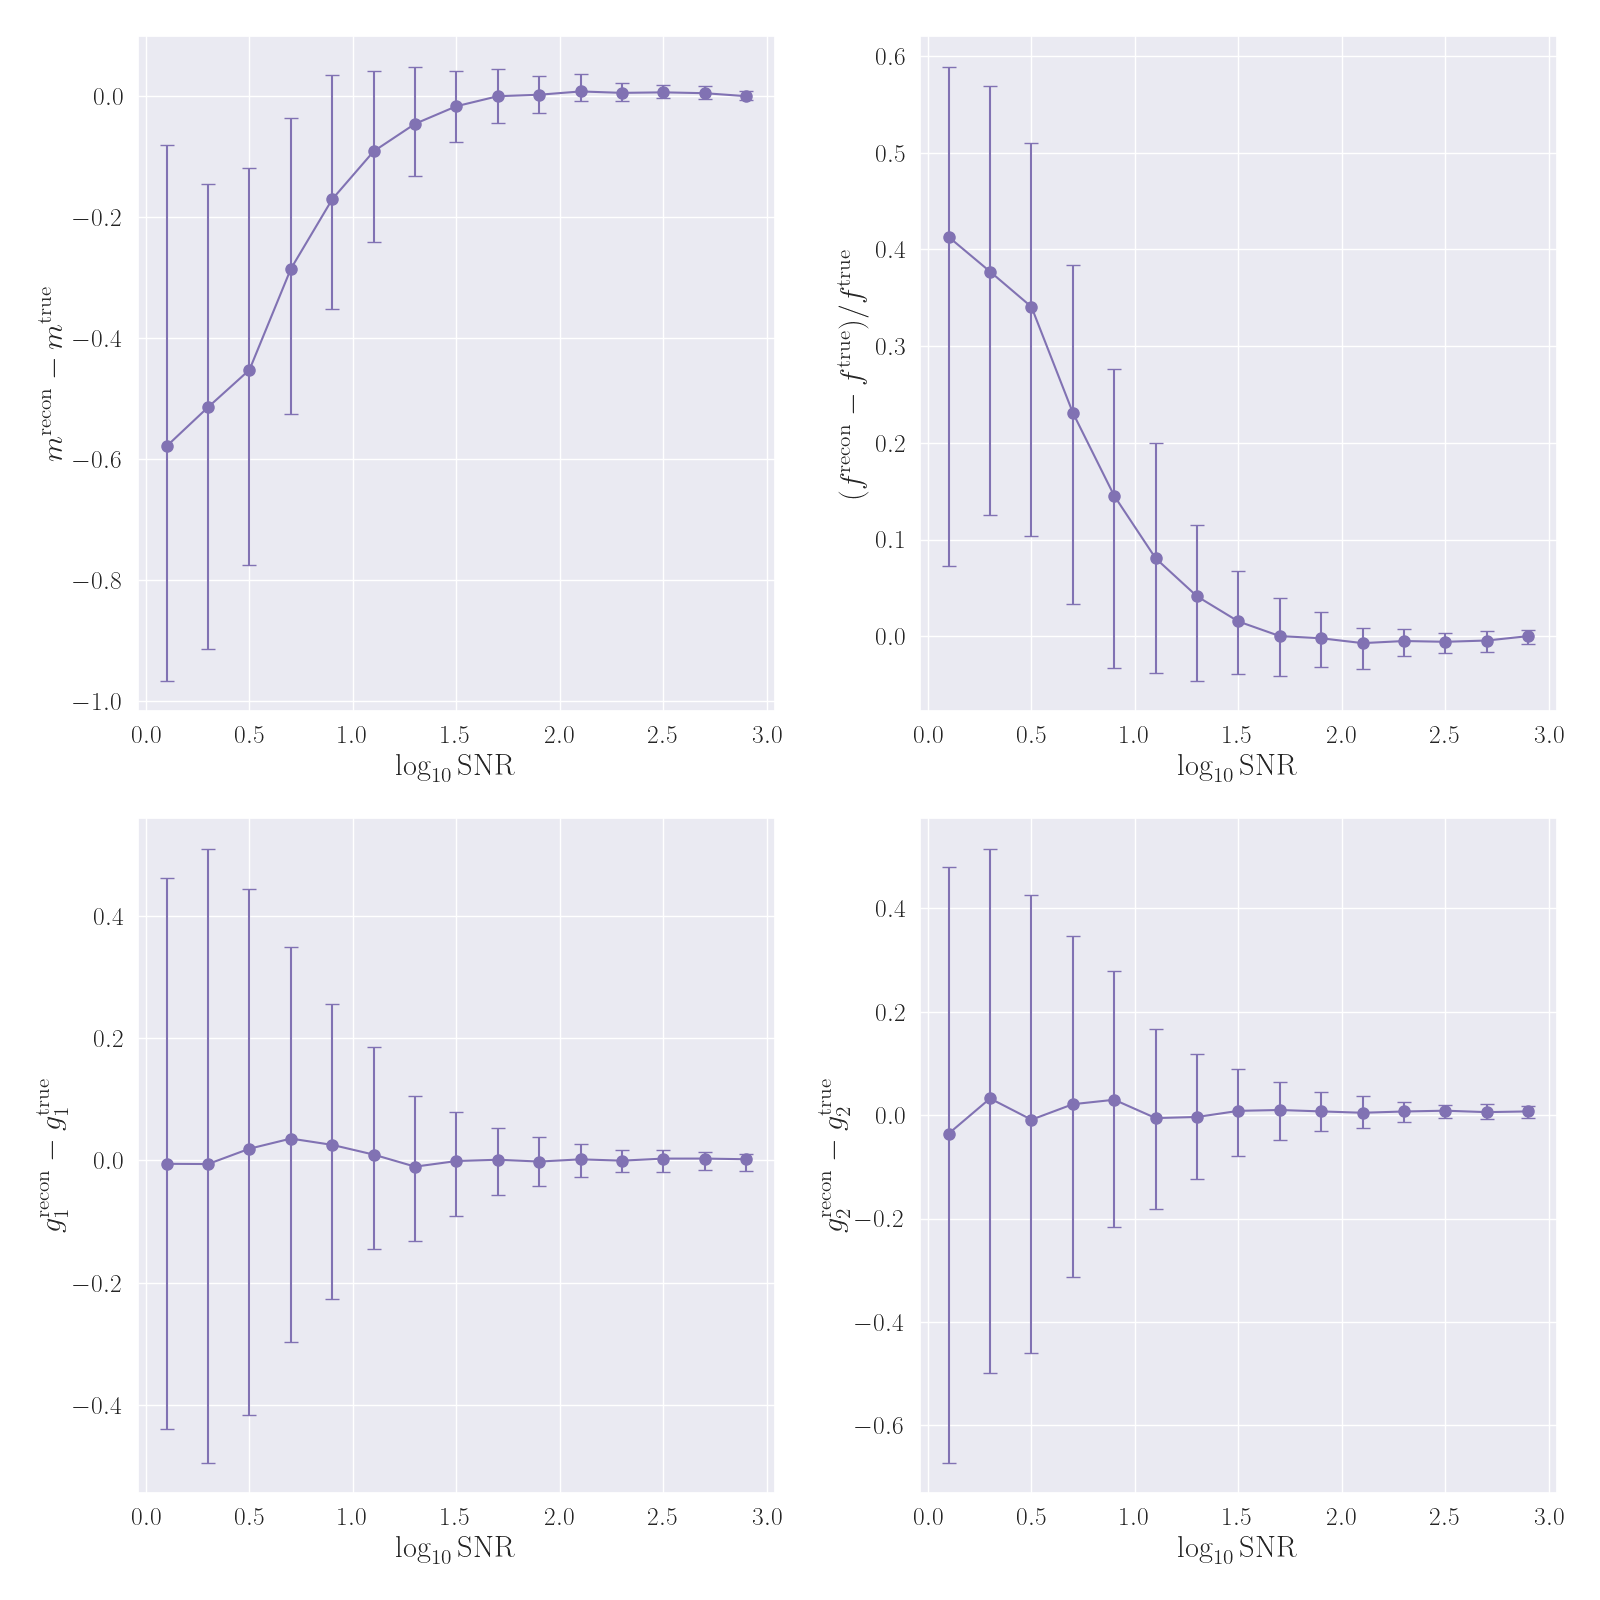 0.0
−0.2
−0.4
−0.6
−0.8
−1.0
m^recon − m^true
0.0 0.5 1.0 1.5 2.0 2.5 3.0
log₁₀ SNR
0.6
0.5
0.4
0.3
0.2
0.1
0.0
(f^recon − f^true)/f^true
0.0 0.5 1.0 1.5 2.0 2.5 3.0
log₁₀ SNR
0.4
0.2
0.0
−0.2
−0.4
g₁^recon − g₁^true
0.0 0.5 1.0 1.5 2.0 2.5 3.0
log₁₀ SNR
0.4
0.2
0.0
−0.2
−0.4
−0.6
g₂^recon − g₂^true
0.0 0.5 1.0 1.5 2.0 2.5 3.0
log₁₀ SNR